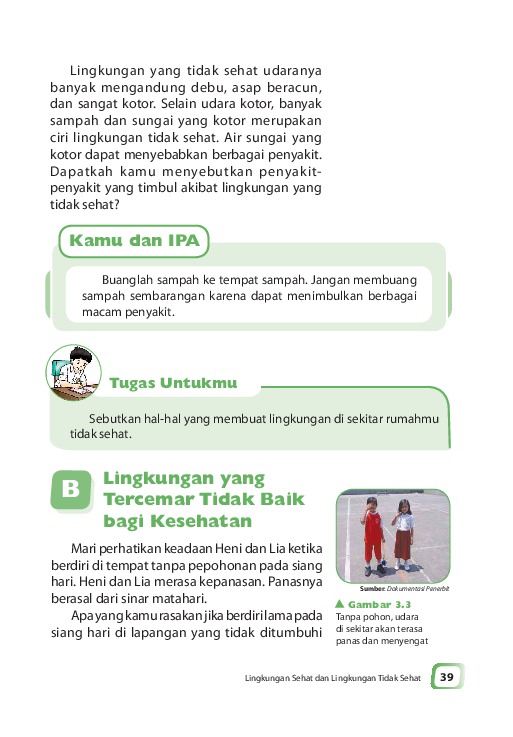 Lingkungan yang tidak sehat udaranya
banyak mengandung debu, asap beracun,
dan sangat kotor. Selain udara kotor, banyak
sampah dan sungai yang kotor merupakan
ciri lingkungan tidak sehat. Air sungai yang
kotor dapat menyebabkan berbagai penyakit.
Dapatkah kamu menyebutkan penyakit-
penyakit yang timbul akibat lingkungan yang
tidak sehat?
Kamu dan IPA
Buanglah sampah ke tempat sampah. Jangan membuang
sampah sembarangan karena dapat menimbulkan berbagai
macam penyakit.
Tugas Untukmu
Sebutkan hal-hal yang membuat lingkungan di sekitar rumahmu
tidak sehat.
B
Lingkungan yang
Tercemar Tidak Baik
bagi Kesehatan
Mari perhatikan keadaan Heni dan Lia ketika
berdiri di tempat tanpa pepohonan pada siang
hari. Heni dan Lia merasa kepanasan. Panasnya
berasal dari sinar matahari.
Apa yang kamu rasakan jika berdiri lama pada
siang hari di lapangan yang tidak ditumbuhi
Sumber: Dokumentasi Penerbit
Gambar 3.3
Tanpa pohon, udara
di sekitar akan terasa
panas dan menyengat
Lingkungan Sehat dan Lingkungan Tidak Sehat
39